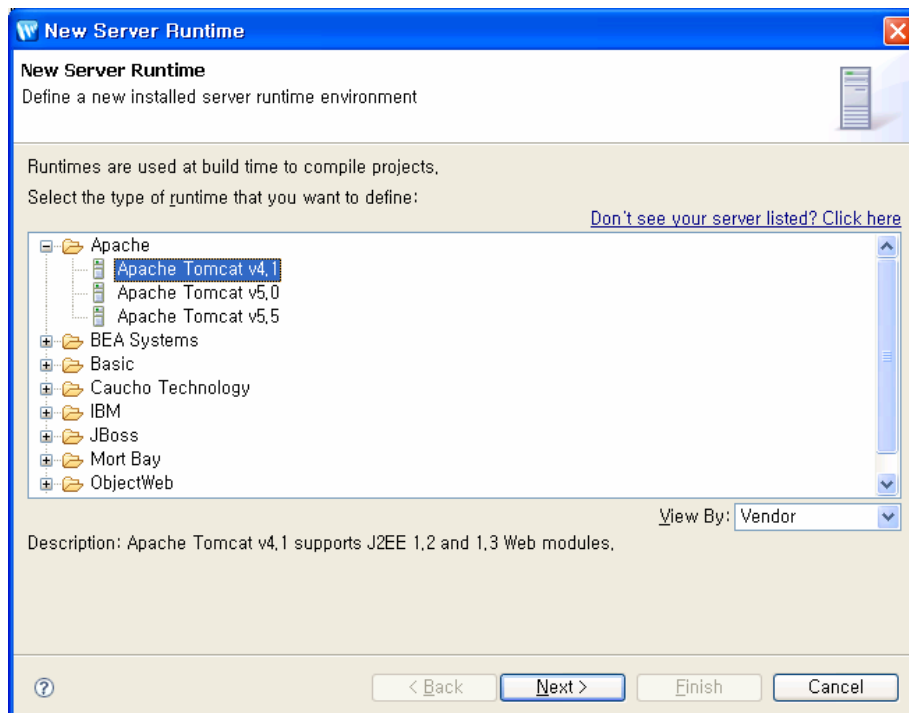 New Server Runtime
New Server Runtime
Define a new installed server runtime environment
Runtimes are used at build time to compile projects,
Select the type of runtime that you want to define:
Don't see your server listed? Click here
Apache
Apache Tomcat v4,1
Apache Tomcat v5,0
Apache Tomcat v5,5
BEA Systems
Basic
Caucho Technology
IBM
JBoss
Mort Bay
ObjectWeb
View By: Vendor
Description: Apache Tomcat v4,1 supports J2EE 1,2 and 1,3 Web modules,
< Back Next > Finish Cancel